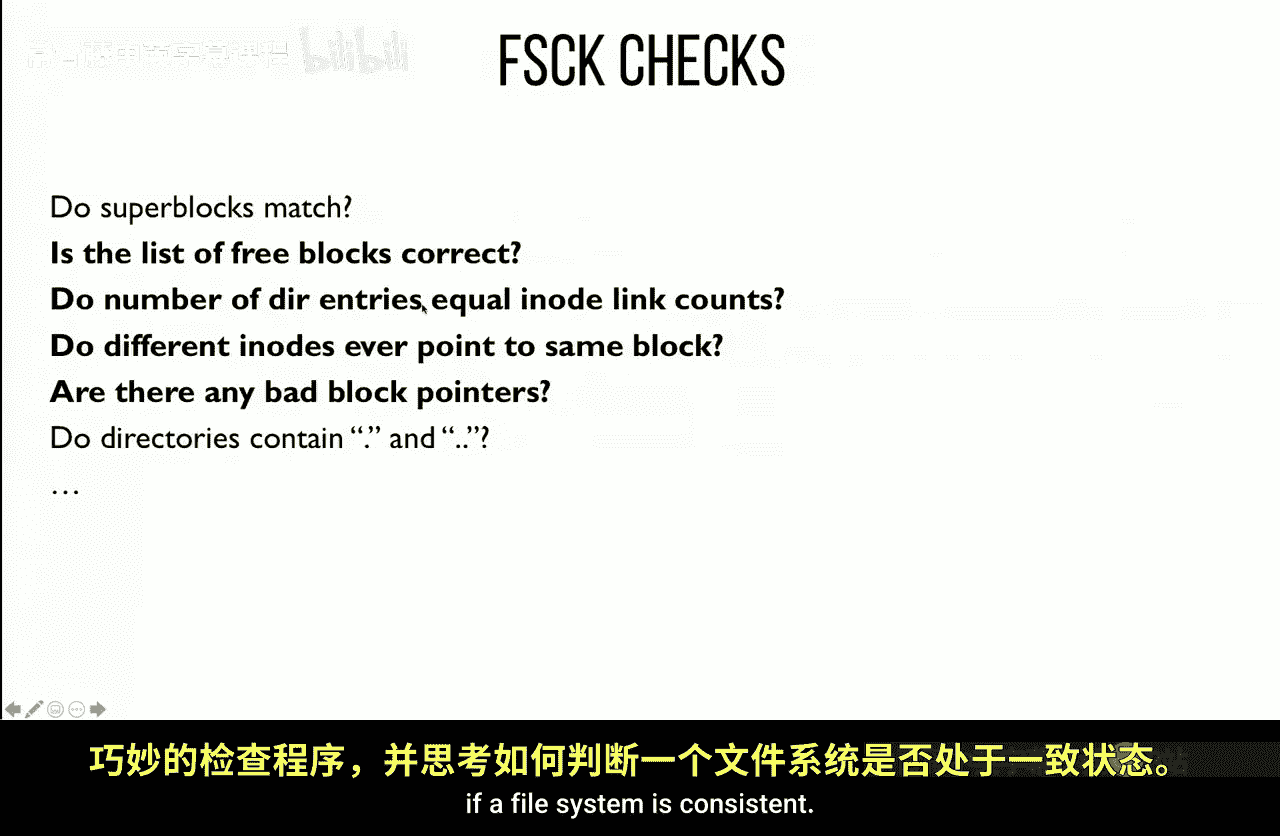 bilibili
FSCK CHECKS
Do superblocks match?
Is the list of free blocks correct?
Do number of dir entries equal inode link counts?
Do different inodes ever point to same block?
Are there any bad block pointers?
Do directories contain “.” and “..”?
…
巧妙的检查程序，并思考如何判断一个文件系统是否处于一致状态。
if a file system is consistent.